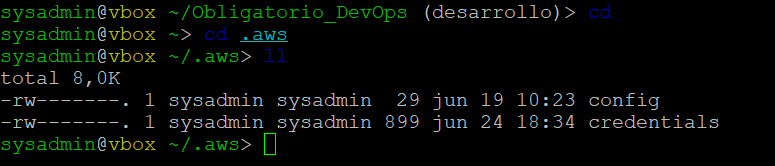 sysadmin@vbox ~/Obligatorio_DevOps (desarrollo)> cd
sysadmin@vbox ~> cd .aws
sysadmin@vbox ~/.aws> ll
total 8,0K
-rw-------. 1 sysadmin sysadmin  29 jun 19 10:23 config
-rw-------. 1 sysadmin sysadmin 899 jun 24 18:34 credentials
sysadmin@vbox ~/.aws>